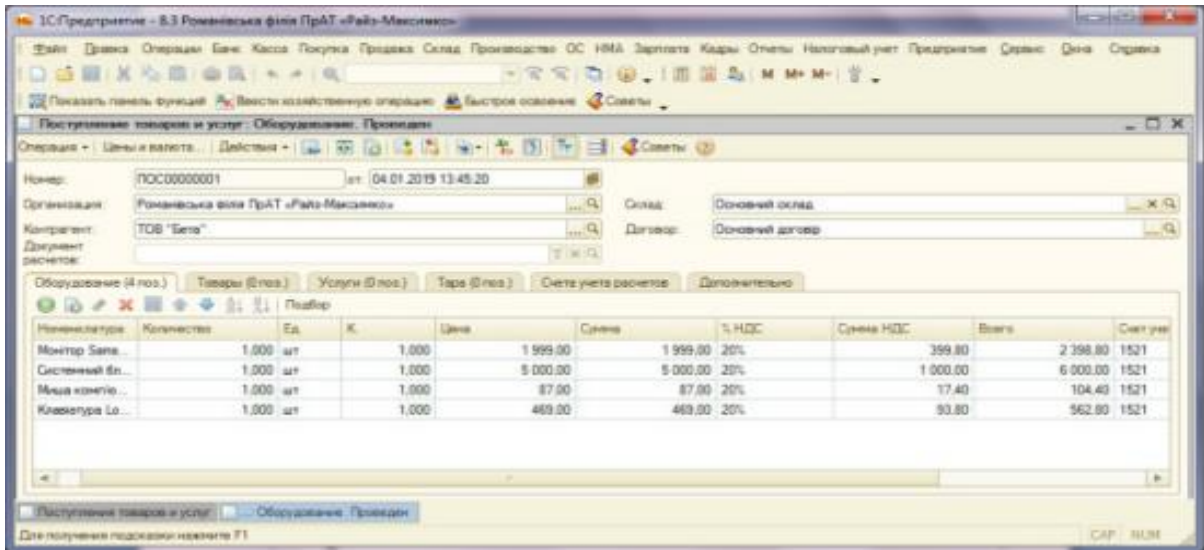 1С:Предприятие - 8.3 Романівська філія ПрАТ «Райз-Максимко»
Файл Правка Операции Банк Касса Покупка Продажа Склад Производство ОС НМА Зарплата Кадры Отчеты Налоговый учет Предприятие Сервис Окна Справка
M M+ M-
Показать панель функций Ввести хозяйственную операцию Быстрое освоение Советы
Поступление товаров и услуг: Оборудование. Проведен
Операция Цены и валюта... Действия Советы
Номер: ПОС00000001 от: 04.01.2019 13:45:20
Организация: Романівська філія ПрАТ «Райз-Максимко» Склад: Основний склад
Контрагент: ТОВ "Бета" Договор: Основний договір
Документ расчетов:
Оборудование (4 поз.) Товары (0 поз.) Услуги (0 поз.) Тара (0 поз.) Счета учета расчетов Дополнительно
Подбор
Номенклатура Количество Ед. К. Цена Сумма % НДС Сумма НДС Всего Счет уче
Монітор Sams... 1,000 шт 1,000 1 999,00 1 999,00 20% 399,80 2 398,80 1521
Системний бл... 1,000 шт 1,000 5 000,00 5 000,00 20% 1 000,00 6 000,00 1521
Миша комп'ю... 1,000 шт 1,000 87,00 87,00 20% 17,40 104,40 1521
Клавіатура Lo... 1,000 шт 1,000 469,00 469,00 20% 93,80 562,80 1521
Поступления товаров и услуг ...: Оборудование. Проведен
Для получения подсказки нажмите F1 CAP NUM